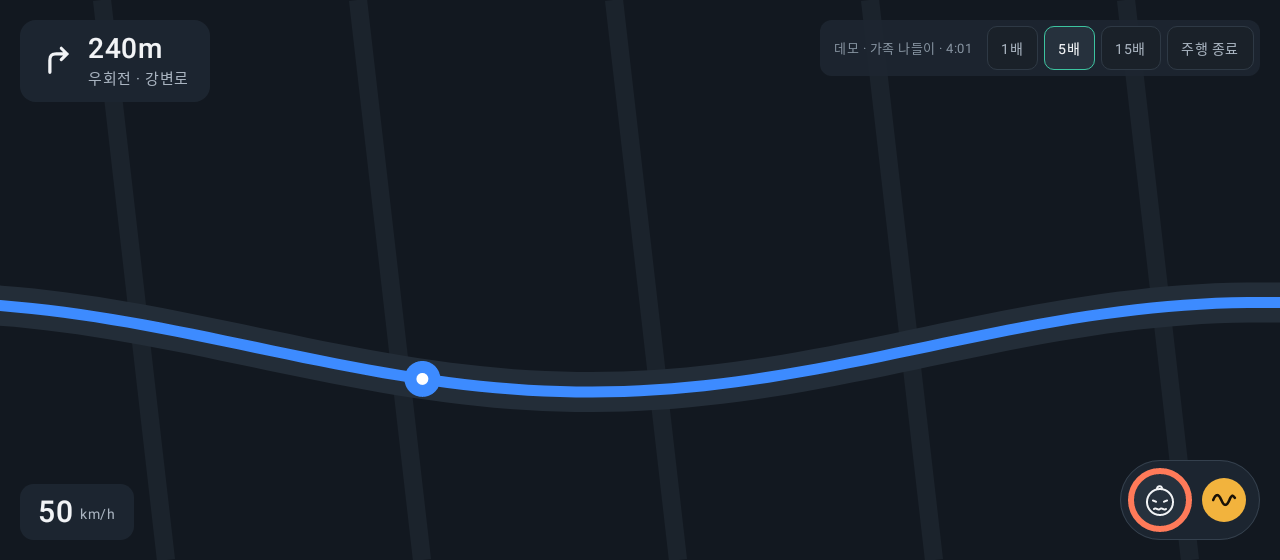 240m
우회전 · 강변로
데모 · 가족 나들이 · 4:01
1배
5배
15배
주행 종료
50 km/h